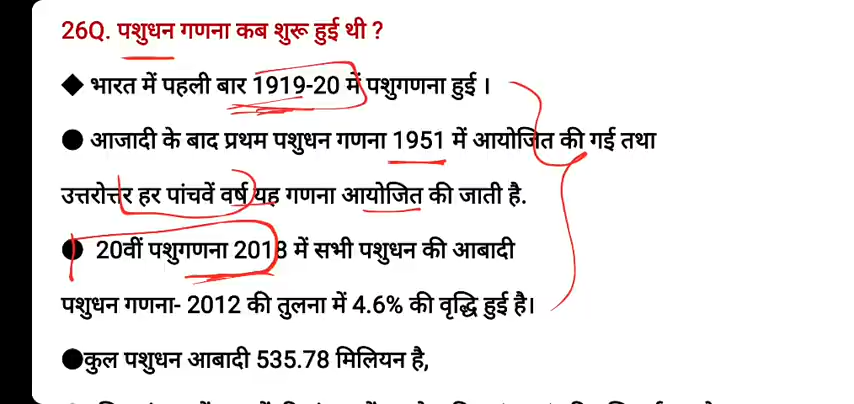 26Q. पशुधन गणना कब शुरू हुई थी ?
◆ भारत में पहली बार 1919-20 में पशुगणना हुई ।
● आजादी के बाद प्रथम पशुधन गणना 1951 में आयोजित की गई तथा
उत्तरोत्तर हर पांचवें वर्ष यह गणना आयोजित की जाती है.
● 20वीं पशुगणना 2018 में सभी पशुधन की आबादी
पशुधन गणना- 2012 की तुलना में 4.6% की वृद्धि हुई है।
●कुल पशुधन आबादी 535.78 मिलियन है,